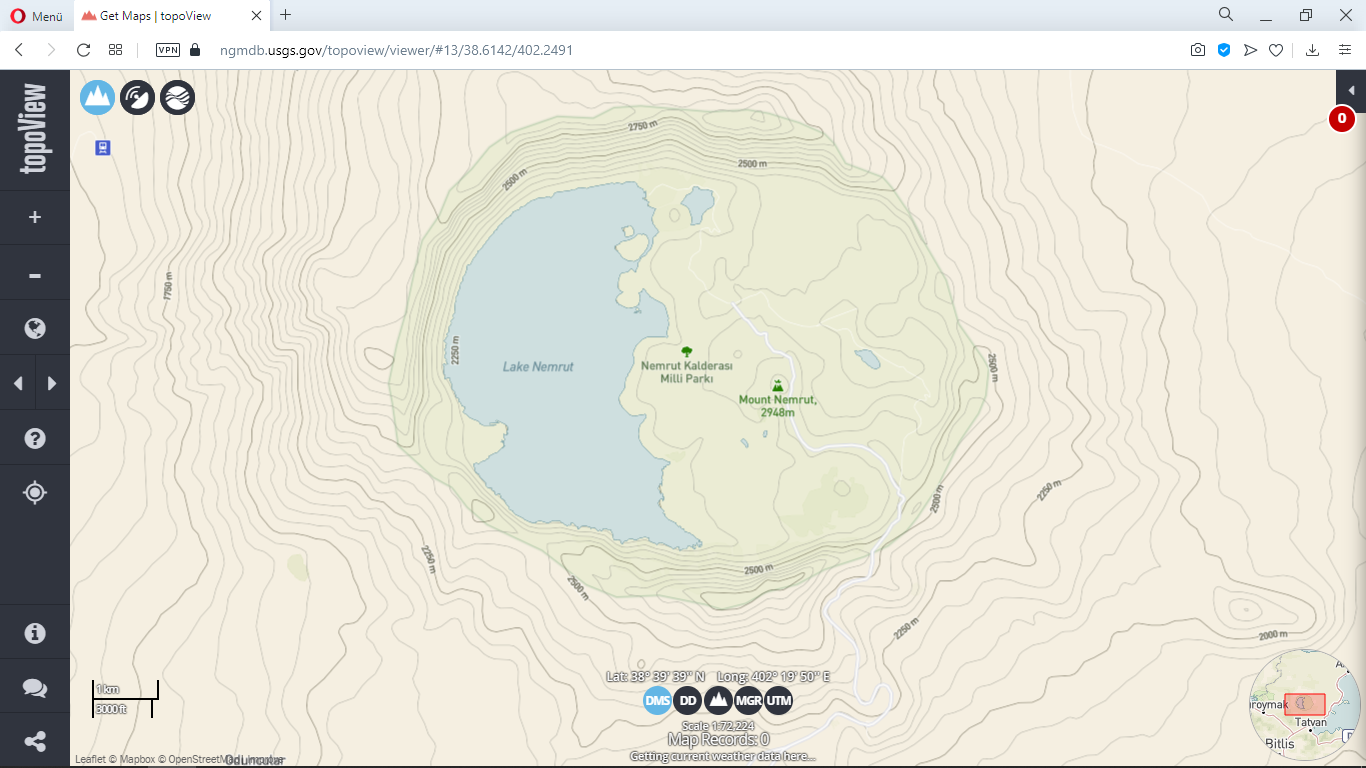 Menü
Get Maps | topoView
VPN
ngmdb.usgs.gov/topoview/viewer/#13/38.6142/402.2491
topoView
0
2750 m
2500 m
2500 m
1750 m
2250 m
Lake Nemrut
Nemrut Kalderası
Milli Parkı
Mount Nemrut,
2948m
2500 m
2250 m
2500 m
2250 m
2500 m
2500 m
2250 m
2000 m
1 km
3000 ft
Lat: 38° 39' 39" N Long: 402° 19' 50" E
DMS DD MGR UTM
Scale 1:72,224
Map Records: 0
Getting current weather data here...
Tatvan
Bitlis
Leaflet © Mapbox © OpenStreetMap
Oduncular